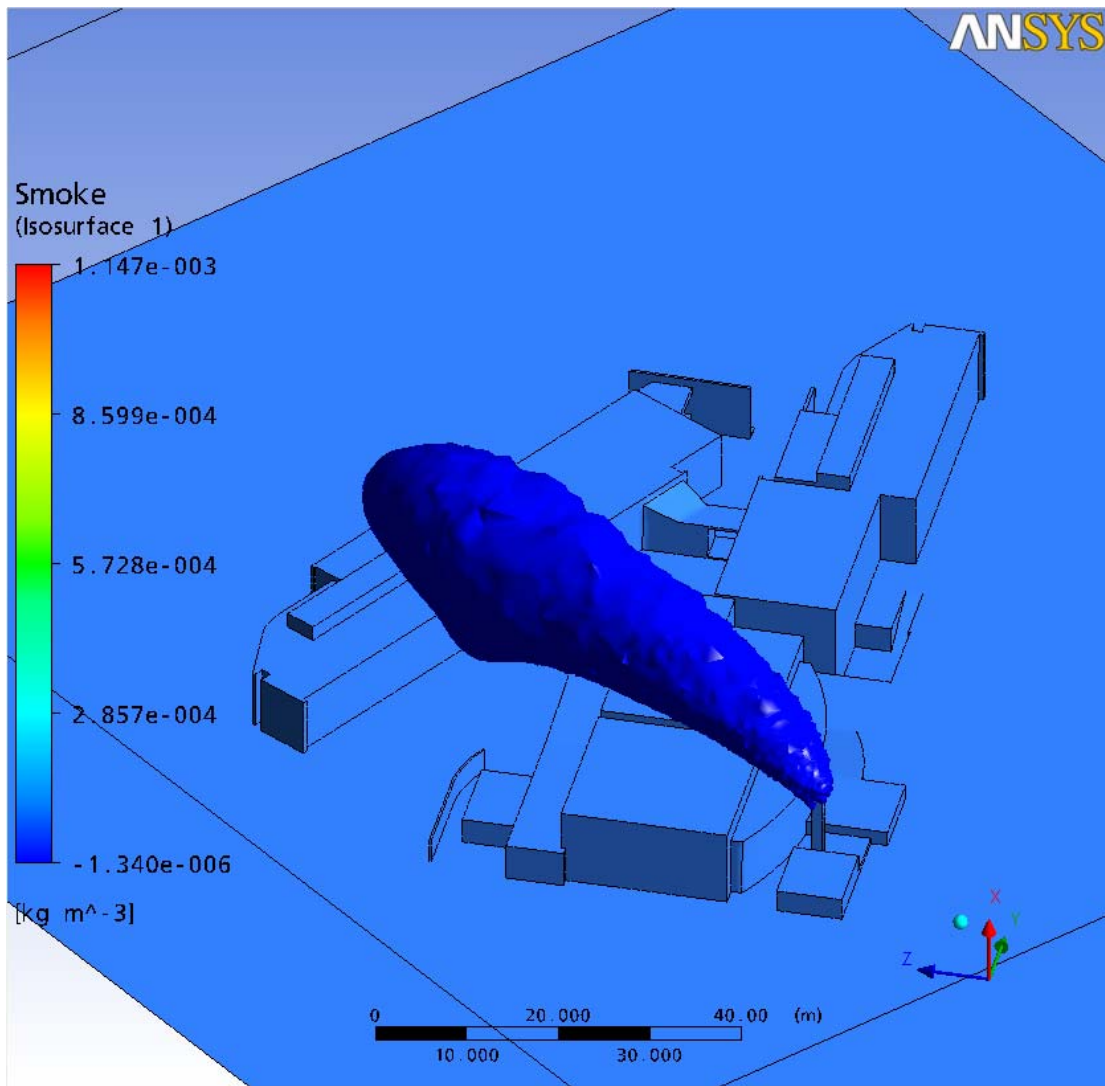 ANSYS
Smoke
(Isosurface 1)
1.147e-003
8.599e-004
5.728e-004
2.857e-004
-1.340e-006
[kg m^-3]
X
Y
Z
0 20.000 40.00 (m)
10.000 30.000